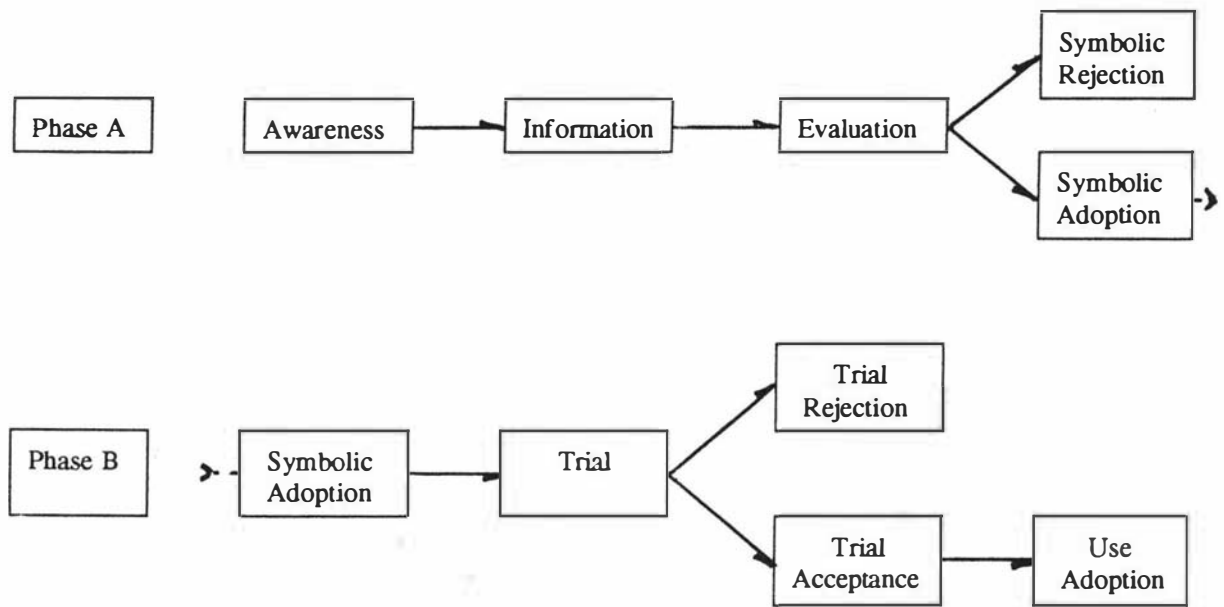 Phase A
Awareness
Information
Evaluation
Symbolic
Rejection
Symbolic
Adoption
Phase B
Symbolic
Adoption
Trial
Trial
Rejection
Trial
Acceptance
Use
Adoption